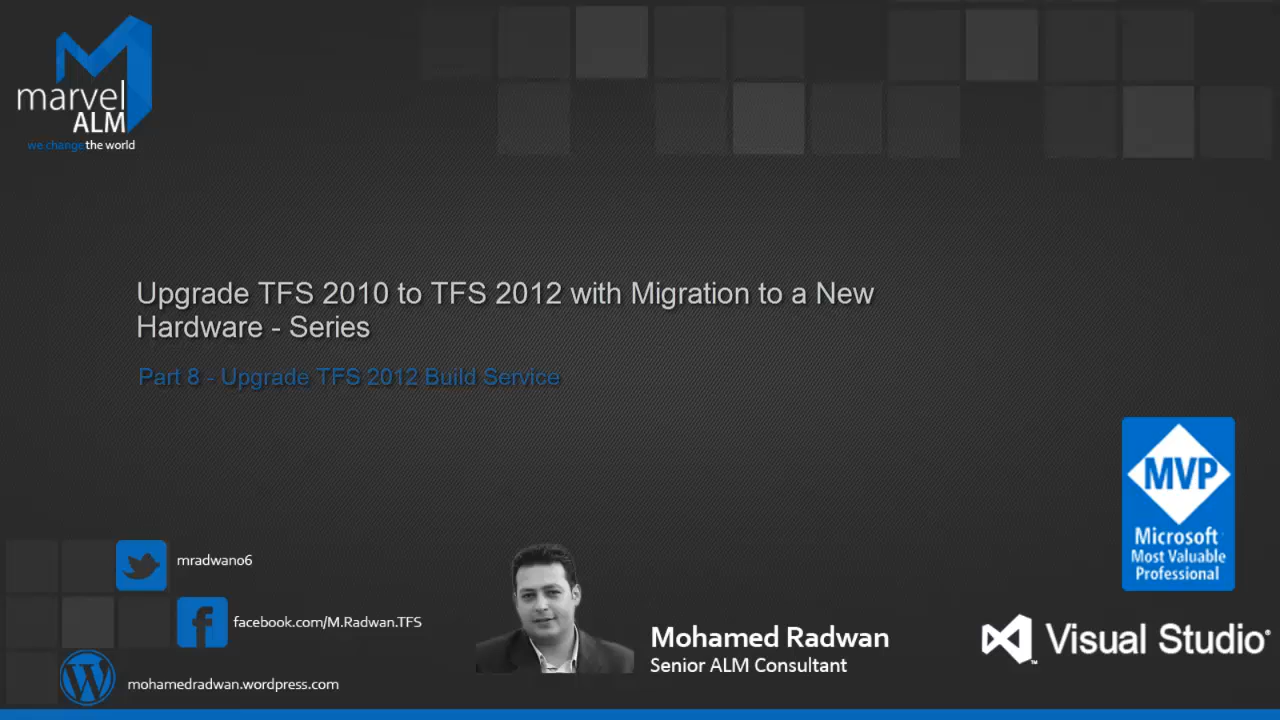 marvel
ALM
we change the world
Upgrade TFS 2010 to TFS 2012 with Migration to a New
Hardware - Series
Part 8 - Upgrade TFS 2012 Build Service
MVP
Microsoft
Most Valuable
Professional
mradwan06
facebook.com/M.Radwan.TFS
mohamedradwan.wordpress.com
Mohamed Radwan
Senior ALM Consultant
Visual Studio®